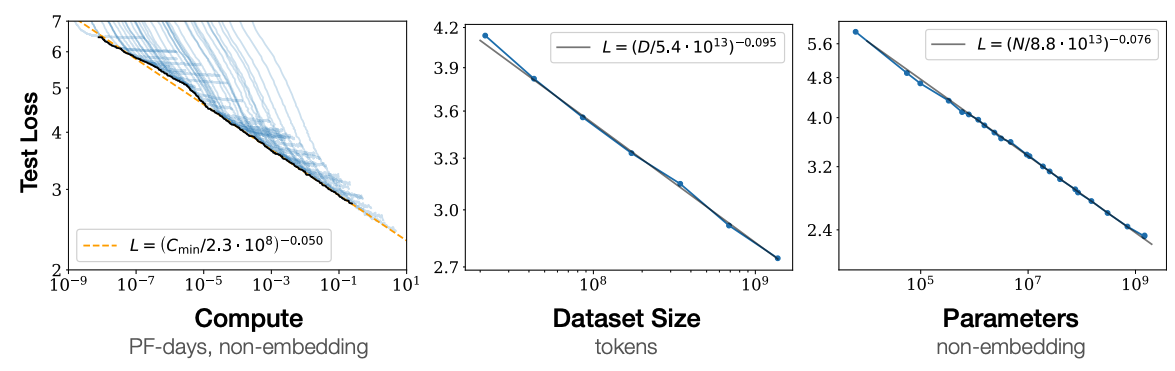 Test Loss
7
6
5
4
3
2
L = (C_min/2.3 · 10^8)^−0.050
10^−9 10^−7 10^−5 10^−3 10^−1 10^1
Compute
PF-days, non-embedding
4.2
3.9
3.6
3.3
3.0
2.7
L = (D/5.4 · 10^13)^−0.095
10^8 10^9
Dataset Size
tokens
5.6
4.8
4.0
3.2
2.4
L = (N/8.8 · 10^13)^−0.076
10^5 10^7 10^9
Parameters
non-embedding